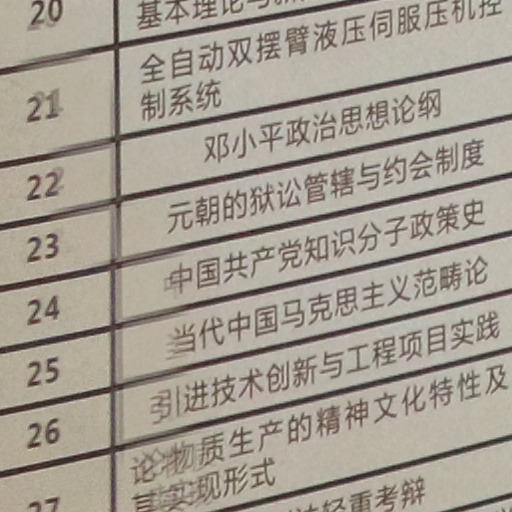 20 基本理论与
21 全自动双摆臂液压伺服压机控
制系统
22 邓小平政治思想论纲
23 元朝的狱讼管辖与约会制度
24 中国共产党知识分子政策史
25 当代中国马克思主义范畴论
26 引进技术创新与工程项目实践
27 论物质生产的精神文化特性及
其实现形式
轻重考辩